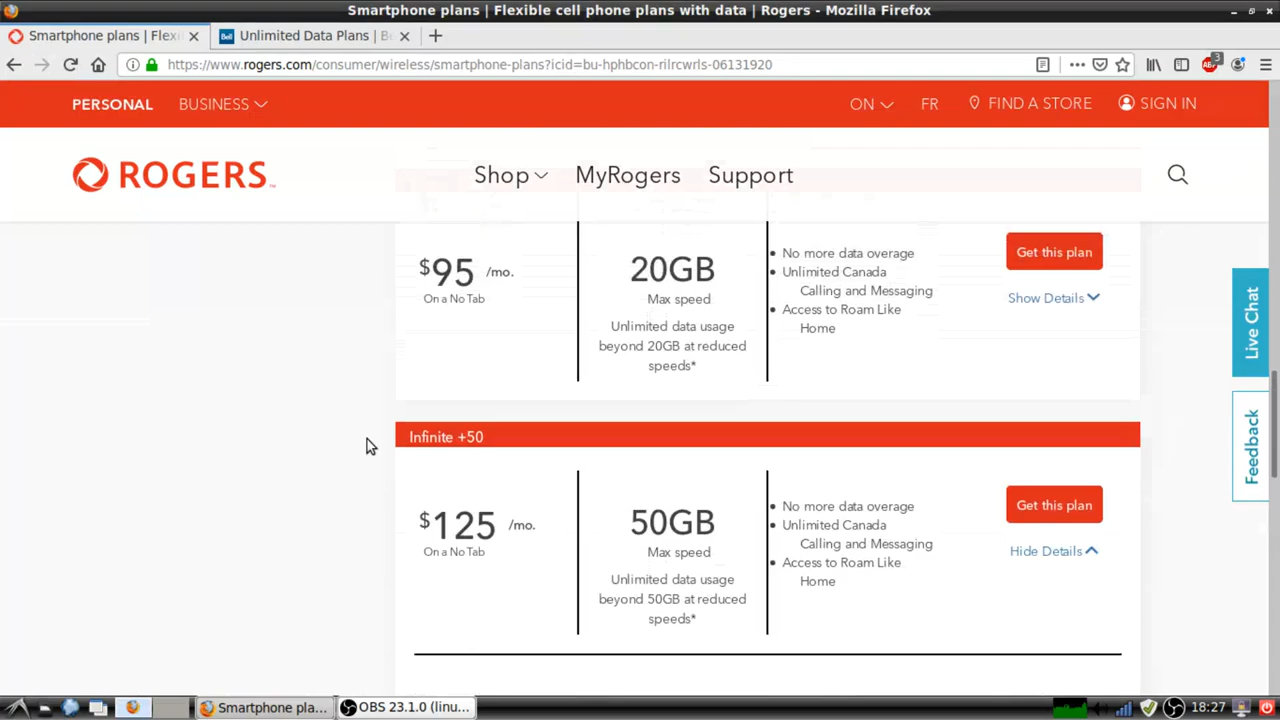 Smartphone plans | Flexible cell phone plans with data | Rogers - Mozilla Firefox
Smartphone plans | Flexi
Unlimited Data Plans | B
https://www.rogers.com/consumer/wireless/smartphone-plans?icid=bu-hphbcon-rilrcwrls-06131920
3
PERSONAL BUSINESS ON FR FIND A STORE SIGN IN
ROGERS™ Shop MyRogers Support
$95 /mo.
On a No Tab
20GB
Max speed
Unlimited data usage
beyond 20GB at reduced
speeds*
No more data overage
Unlimited Canada
Calling and Messaging
Access to Roam Like
Home
Get this plan
Show Details
Infinite +50
$125 /mo.
On a No Tab
50GB
Max speed
Unlimited data usage
beyond 50GB at reduced
speeds*
No more data overage
Unlimited Canada
Calling and Messaging
Access to Roam Like
Home
Get this plan
Hide Details
Live Chat
Feedback
Smartphone pla...
OBS 23.1.0 (linu...
18:27